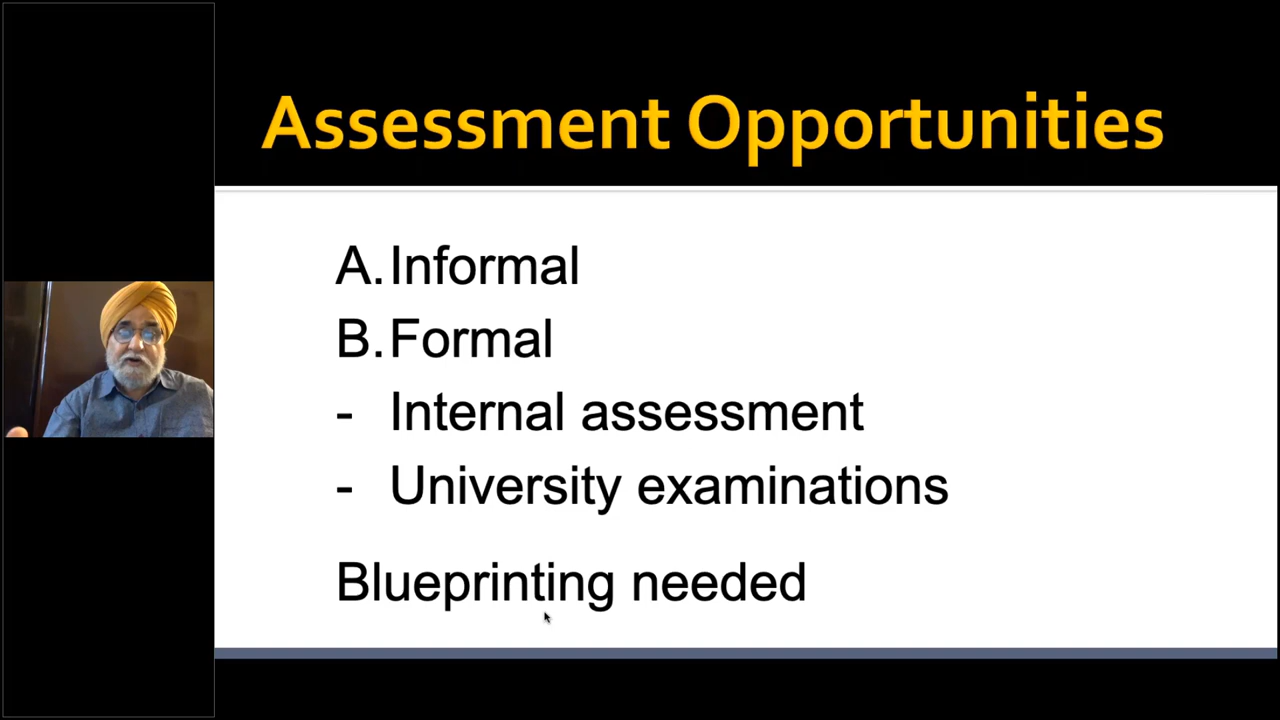 Assessment Opportunities
A. Informal
B. Formal
- Internal assessment
- University examinations
Blueprinting needed